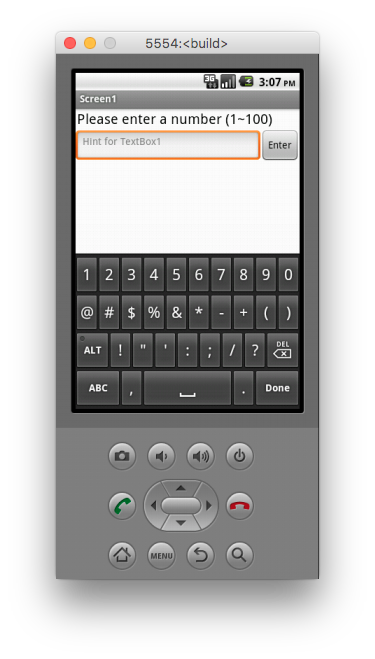 5554:<build>
3G 3:07 PM
Screen1
Please enter a number (1~100)
Hint for TextBox1 Enter
1 2 3 4 5 6 7 8 9 0
@ # $ % & * - + ( )
ALT ! " ' : ; / ? DEL
ABC , . Done
MENU